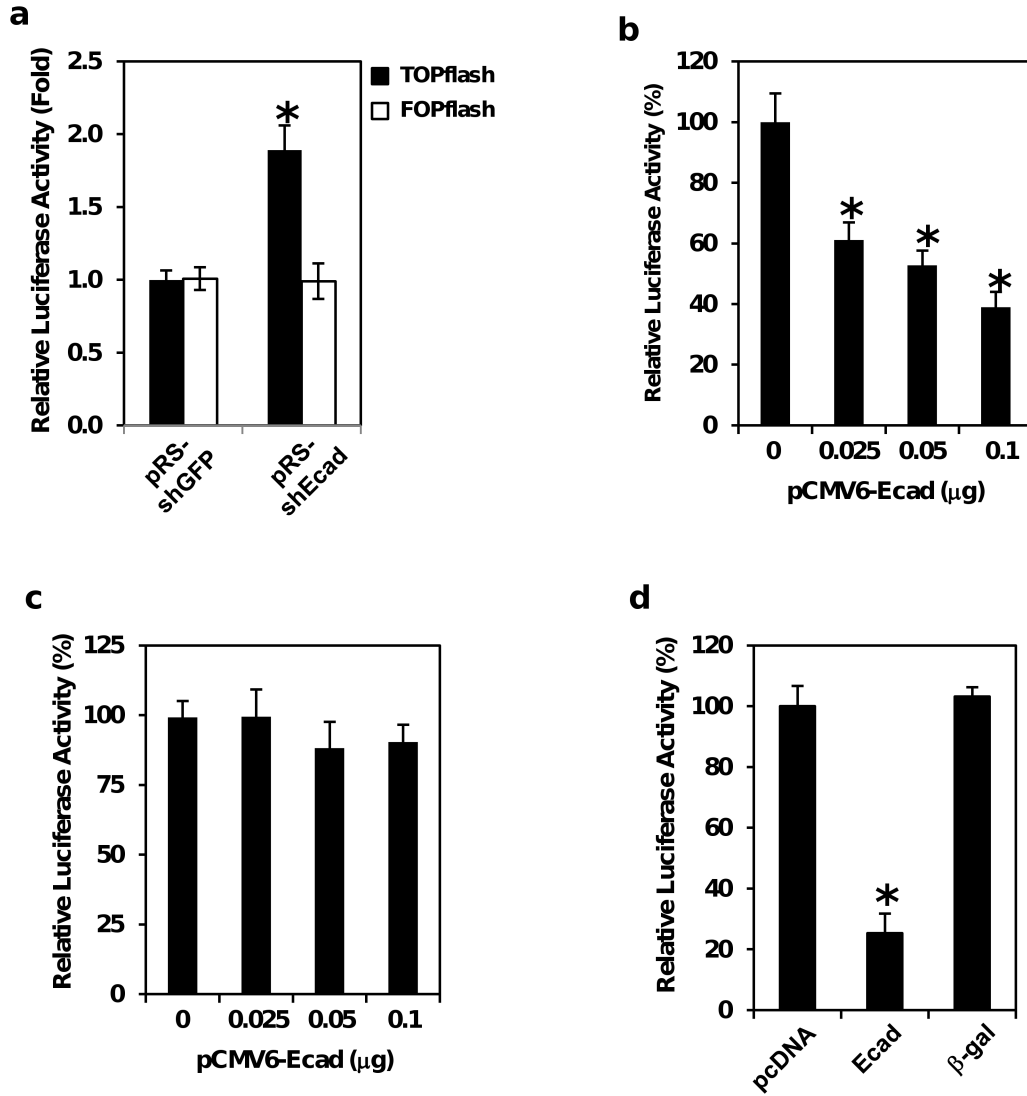 a
Relative Luciferase Activity (Fold)
2.5
2.0
1.5
1.0
0.5
0.0
*
TOPflash
FOPflash
pRS-
shGFP
pRS-
shEcad
b
Relative Luciferase Activity (%)
120
100
80
60
40
20
0
*
*
*
0 0.025 0.05 0.1
pCMV6-Ecad (μg)
c
Relative Luciferase Activity (%)
125
100
75
50
25
0
0 0.025 0.05 0.1
pCMV6-Ecad (μg)
d
Relative Luciferase Activity (%)
120
100
80
60
40
20
0
*
pcDNA
Ecad
β-gal